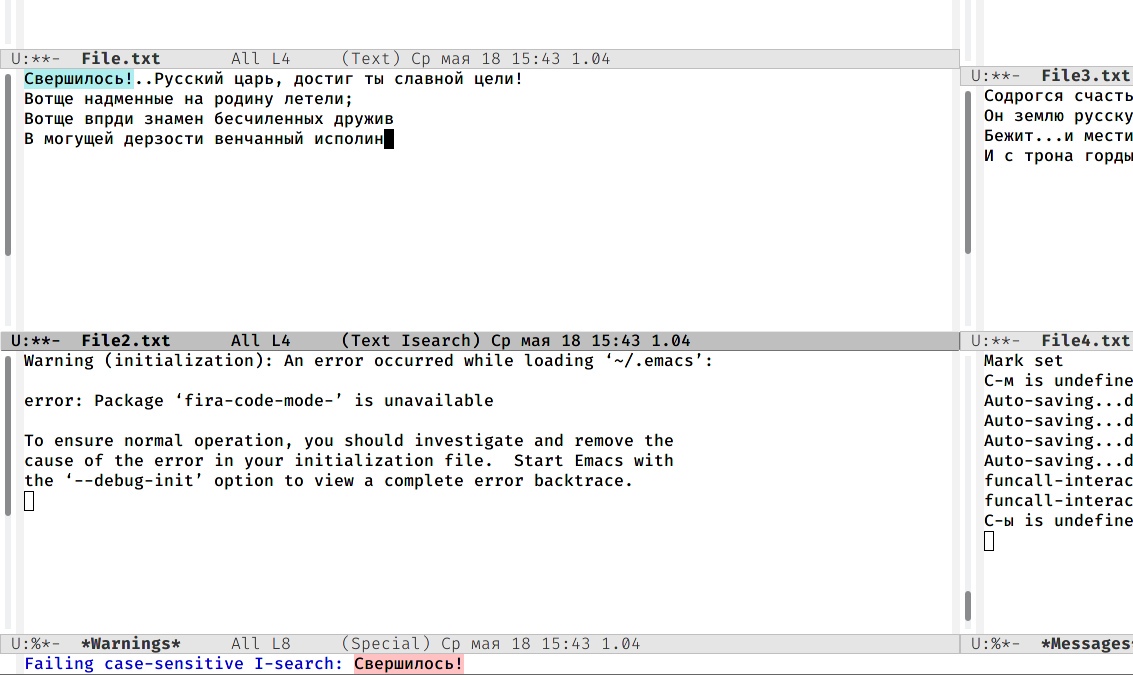 U:**-  File.txt       All L4     (Text) Ср мая 18 15:43 1.04
Свершилось!..Русский царь, достиг ты славной цели!
Вотще надменные на родину летели;
Вотще впрди знамен бесчиленных дружив
В могущей дерзости венчанный исполин
U:**-  File2.txt      All L4     (Text Isearch) Ср мая 18 15:43 1.04
Warning (initialization): An error occurred while loading ‘~/.emacs’:
error: Package ‘fira-code-mode-’ is unavailable
To ensure normal operation, you should investigate and remove the
cause of the error in your initialization file.  Start Emacs with
the ‘--debug-init’ option to view a complete error backtrace.
U:%*-  *Warnings*     All L8     (Special) Ср мая 18 15:43 1.04
Failing case-sensitive I-search: Свершилось!
U:**-  File3.txt
Содрогся счасть
Он землю русску
Бежит...и мести
И с трона горды
U:**-  File4.txt
Mark set
C-м is undefine
Auto-saving...d
Auto-saving...d
Auto-saving...d
Auto-saving...d
funcall-interac
funcall-interac
C-ы is undefine
U:%*-  *Messages